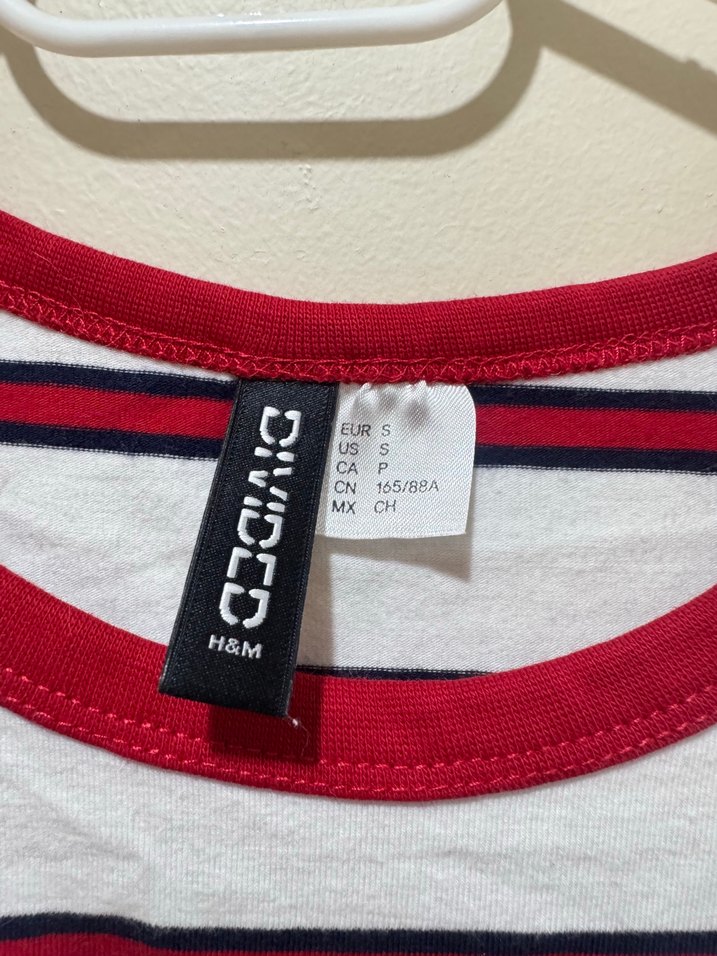 DIVIDED
H&M
EUR S
US S
CA P
CN 165/88A
MX CH